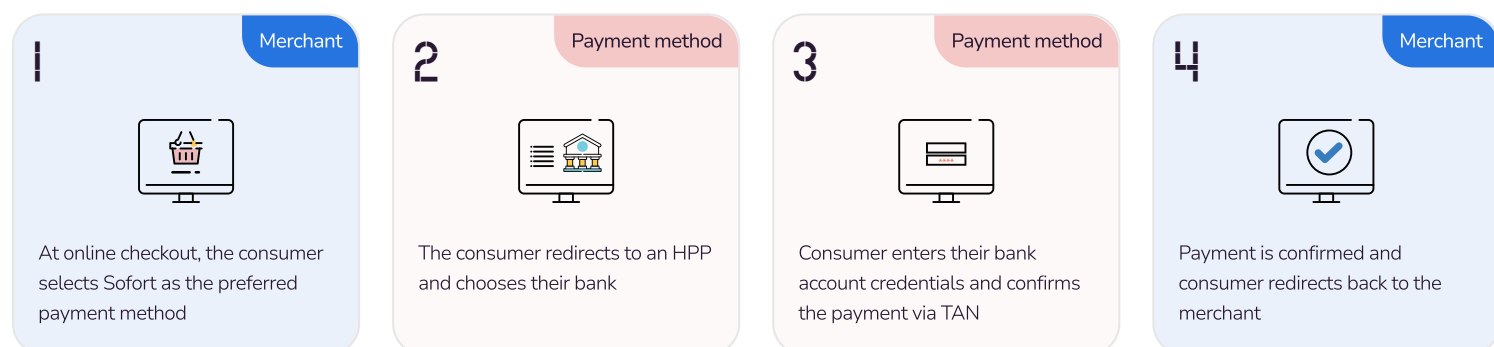 1
Merchant
At online checkout, the consumer
selects Sofort as the preferred
payment method
2
Payment method
The consumer redirects to an HPP
and chooses their bank
3
Payment method
Consumer enters their bank
account credentials and confirms
the payment via TAN
4
Merchant
Payment is confirmed and
consumer redirects back to the
merchant